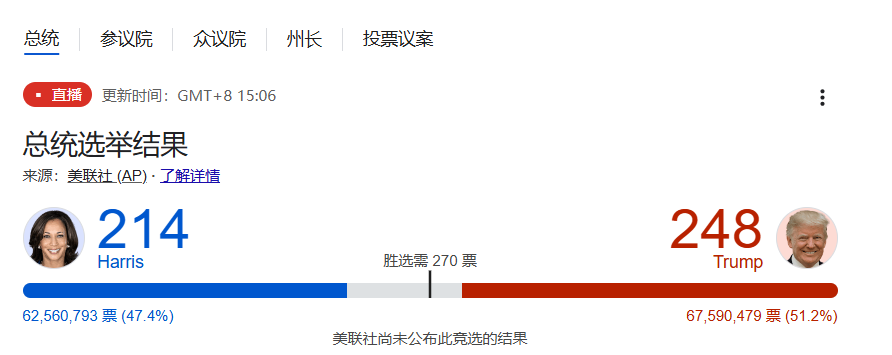 总统 参议院 众议院 州长 投票议案
直播 更新时间：GMT+8 15:06
总统选举结果
来源：美联社 (AP) · 了解详情
214 248
Harris 胜选需 270 票 Trump
62,560,793 票 (47.4%) 67,590,479 票 (51.2%)
美联社尚未公布此竞选的结果